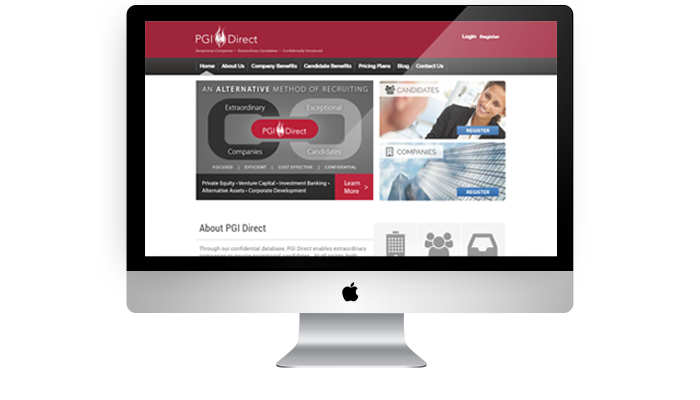 PGI Direct
Exceptional Companies • Extraordinary Candidates • Confidentially Introduced
Login Register
Home About Us Company Benefits Candidate Benefits Pricing Plans Blog Contact Us
AN ALTERNATIVE METHOD OF RECRUITING
Extraordinary Exceptional
PGI Direct
Companies Candidates
FOCUSED | EFFICIENT | COST EFFECTIVE | CONFIDENTIAL
Private Equity • Venture Capital • Investment Banking •
Alternative Assets • Corporate Development
Learn
More >
CANDIDATES
REGISTER
COMPANIES
REGISTER
About PGI Direct
Through our confidential database, PGI Direct enables extraordinary